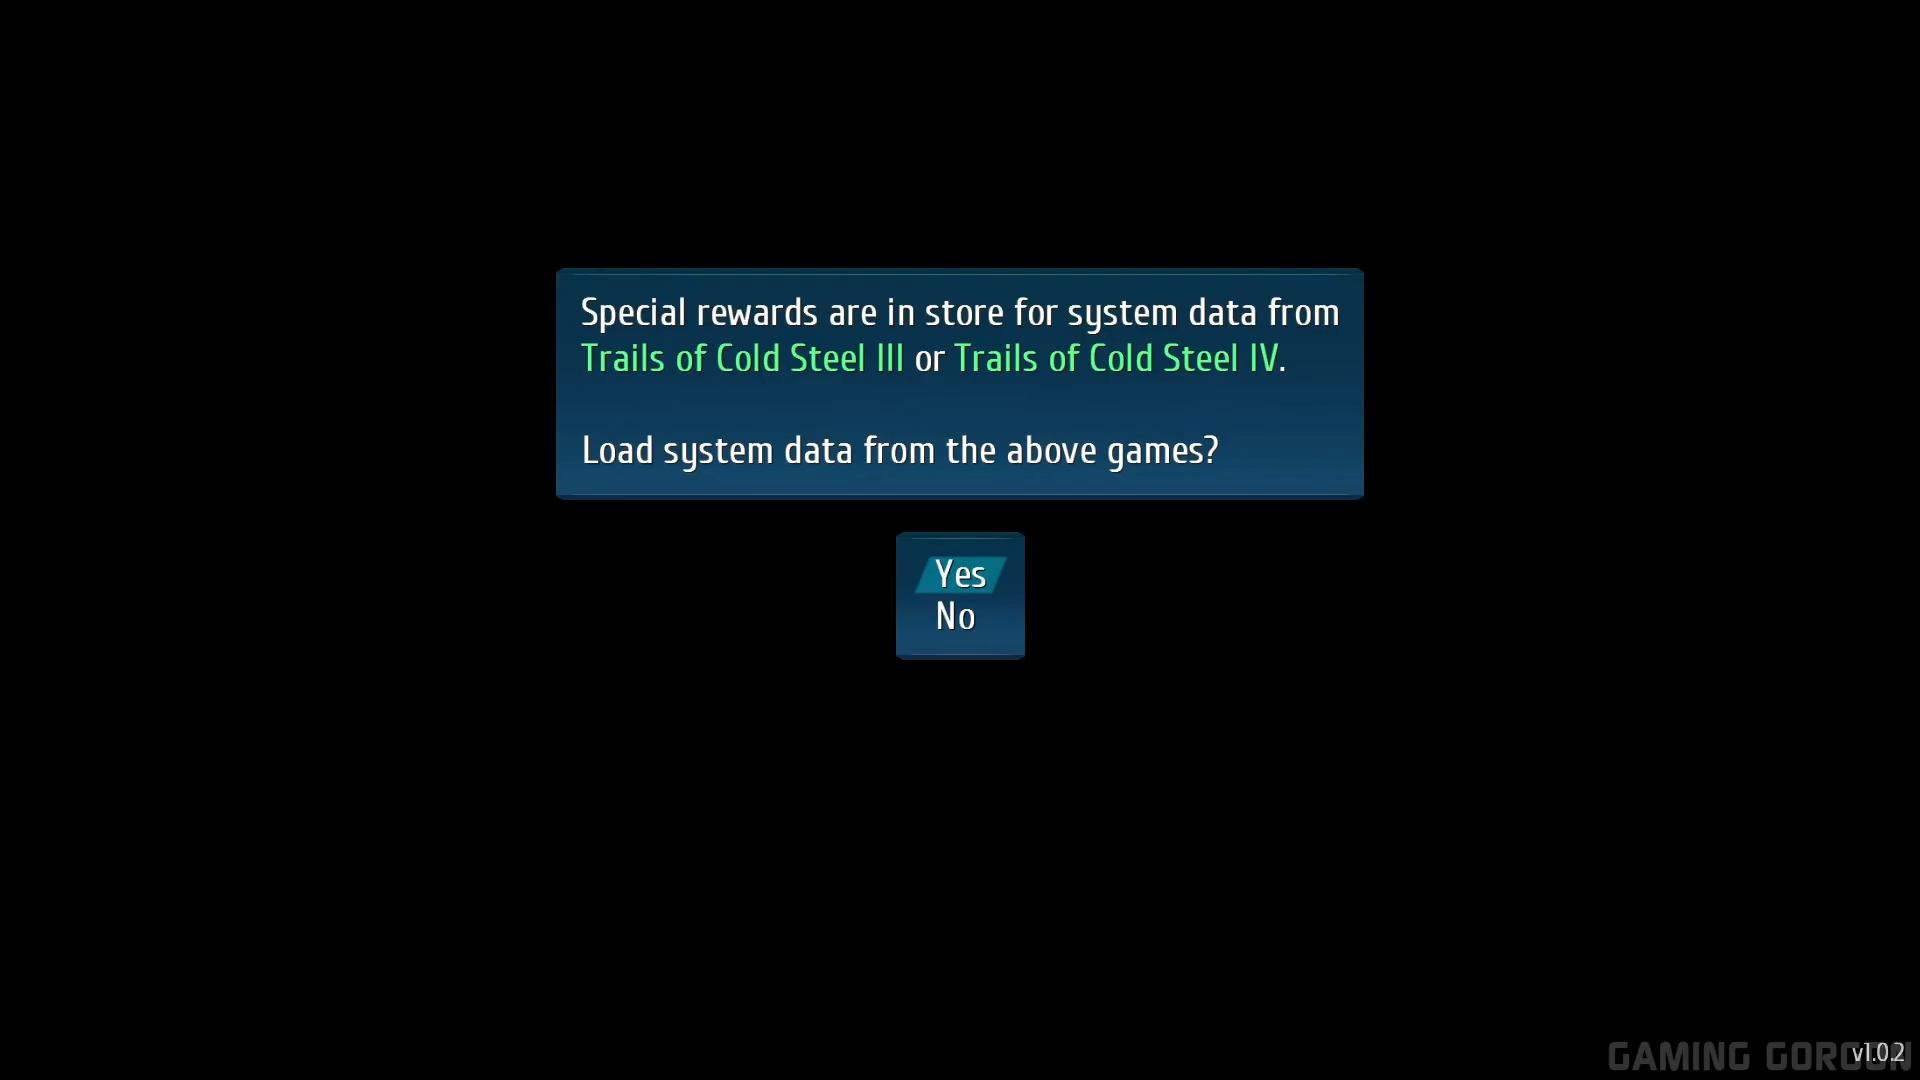 Special rewards are in store for system data from
Trails of Cold Steel III or Trails of Cold Steel IV.
Load system data from the above games?
Yes
No
GAMING GORGON
v1.0.2